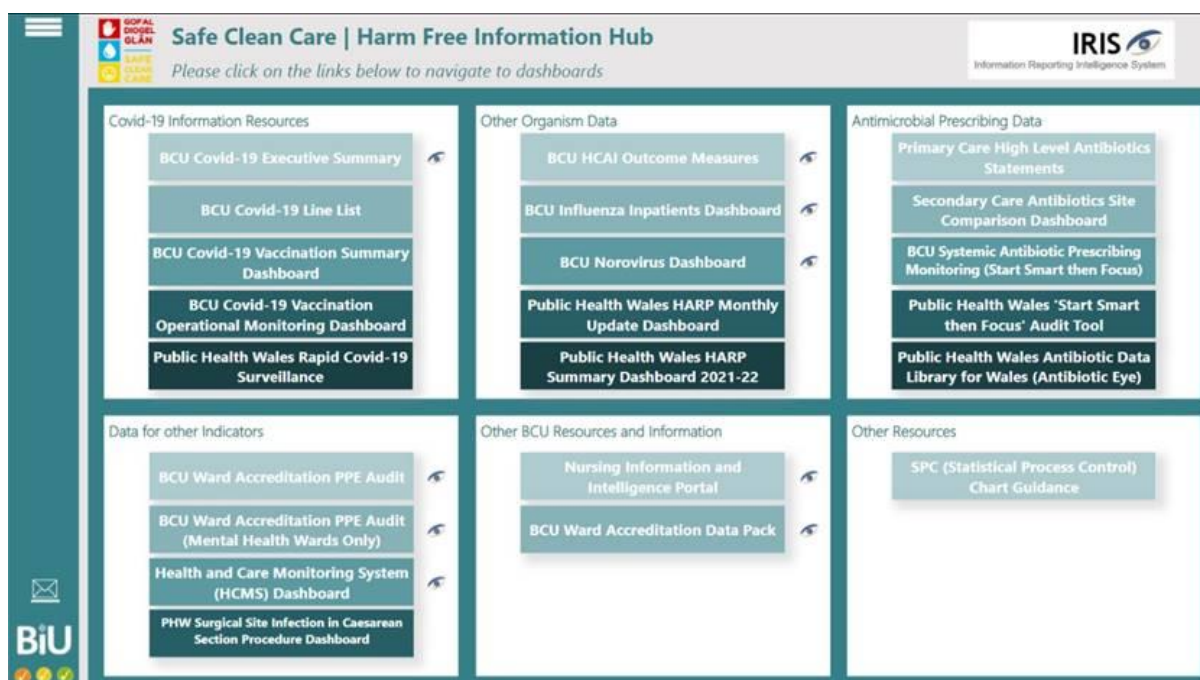 GOFAL
DIOGEL
GLÂN
SAFE
CLEAN
CARE
Safe Clean Care | Harm Free Information Hub
Please click on the links below to navigate to dashboards
IRIS
Information Reporting Intelligence System
Covid-19 Information Resources
BCU Covid-19 Executive Summary
BCU Covid-19 Line List
BCU Covid-19 Vaccination Summary
Dashboard
BCU Covid-19 Vaccination
Operational Monitoring Dashboard
Public Health Wales Rapid Covid-19
Surveillance
Other Organism Data
BCU HCAI Outcome Measures
BCU Influenza Inpatients Dashboard
BCU Norovirus Dashboard
Public Health Wales HARP Monthly
Update Dashboard
Public Health Wales HARP
Summary Dashboard 2021-22
Antimicrobial Prescribing Data
Primary Care High Level Antibiotics
Statements
Secondary Care Antibiotics Site
Comparison Dashboard
BCU Systemic Antibiotic Prescribing
Monitoring (Start Smart then Focus)
Public Health Wales 'Start Smart
then Focus' Audit Tool
Public Health Wales Antibiotic Data
Library for Wales (Antibiotic Eye)
Data for other Indicators
BCU Ward Accreditation PPE Audit
BCU Ward Accreditation PPE Audit
(Mental Health Wards Only)
Health and Care Monitoring System
(HCMS) Dashboard
PHW Surgical Site Infection in Caesarean
Section Procedure Dashboard
Other BCU Resources and Information
Nursing Information and
Intelligence Portal
BCU Ward Accreditation Data Pack
Other Resources
SPC (Statistical Process Control)
Chart Guidance
BiU